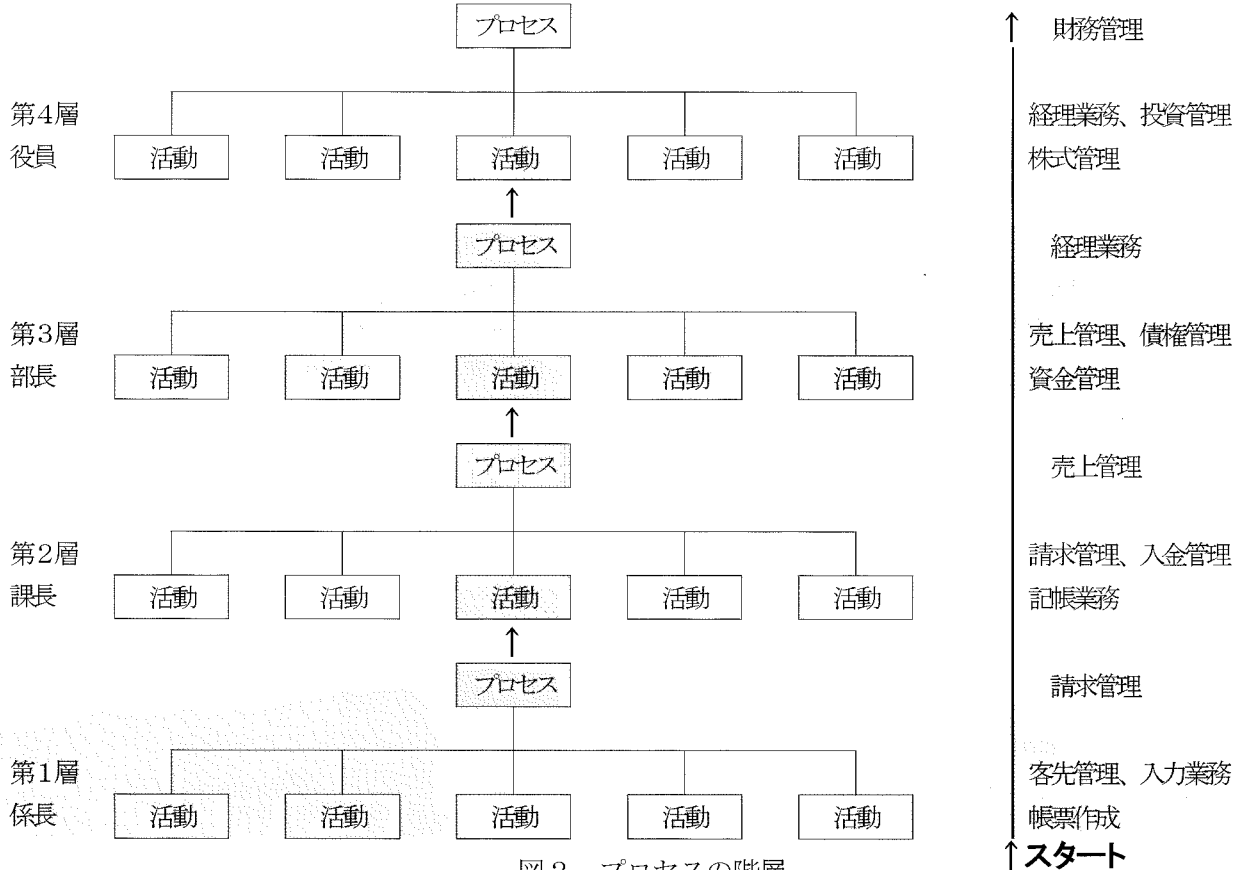 プロセス
↑ 財務管理
第4層
経理業務、投資管理
役員 活動 活動 活動 活動 活動 株式管理
↑
プロセス 経理業務
第3層
売上管理、債権管理
部長 活動 活動 活動 活動 活動 資金管理
↑
プロセス 売上管理
第2層
請求管理、入金管理
課長 活動 活動 活動 活動 活動 記帳業務
↑
プロセス 請求管理
第1層
客先管理、入力業務
係長 活動 活動 活動 活動 活動 帳票作成
↑スタート